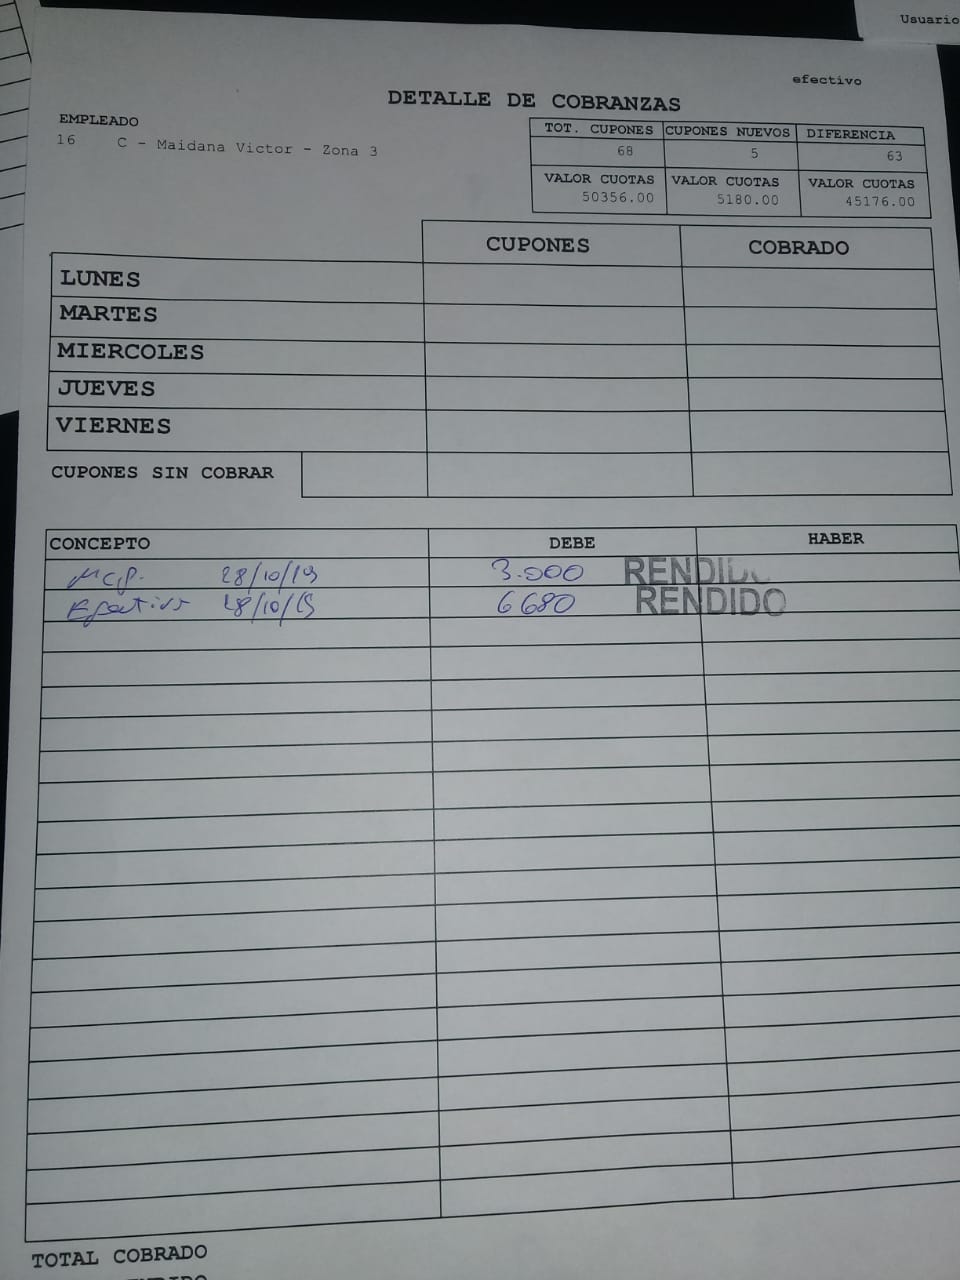 Usuario
efectivo
DETALLE DE COBRANZAS
EMPLEADO
16 C - Maidana Victor - Zona 3
TOT. CUPONES CUPONES NUEVOS DIFERENCIA
68 5 63
VALOR CUOTAS VALOR CUOTAS VALOR CUOTAS
50356.00 5180.00 45176.00
CUPONES COBRADO
LUNES
MARTES
MIERCOLES
JUEVES
VIERNES
CUPONES SIN COBRAR
CONCEPTO DEBE HABER
28/10/19 3.000 RENDIDO
Efectivo 28/10/19 6680 RENDIDO
TOTAL COBRADO